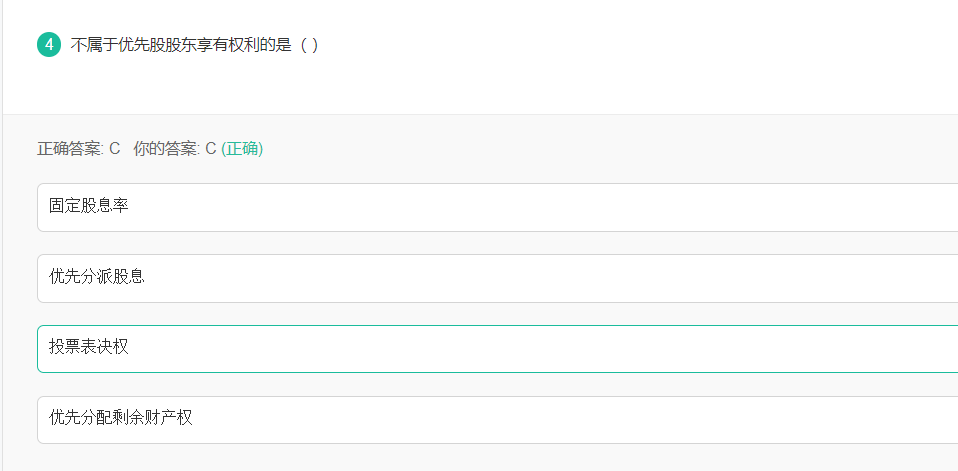 4 不属于优先股股东享有权利的是（ ）
正确答案: C 你的答案: C (正确)
固定股息率
优先分派股息
投票表决权
优先分配剩余财产权